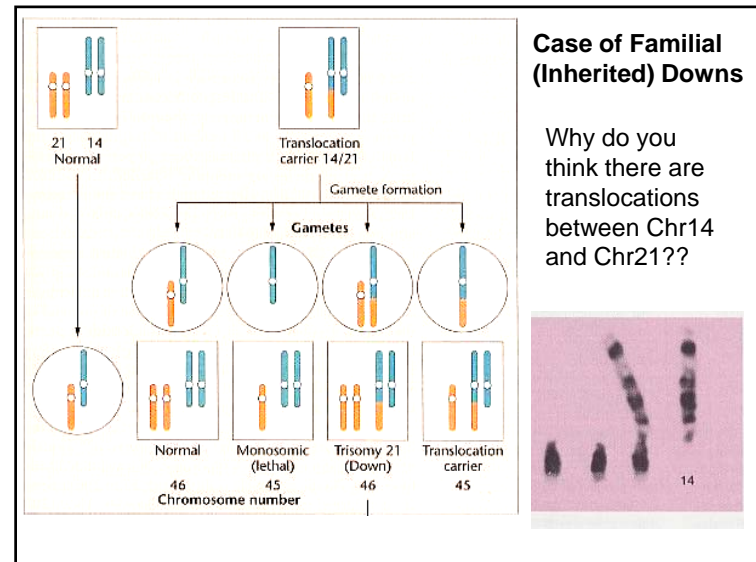 Case of Familial
(Inherited) Downs
Why do you
think there are
translocations
between Chr14
and Chr21??
21 14
Normal
Translocation
carrier 14/21
Gamete formation
Gametes
Normal
Monosomic
(lethal)
Trisomy 21
(Down)
Translocation
carrier
46 45 46 45
Chromosome number
14